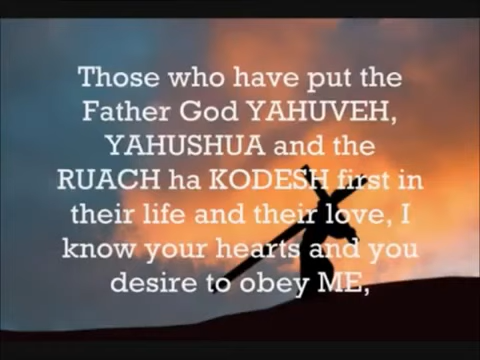 Those who have put the
Father God YAHUVEH,
YAHUSHUA and the
RUACH ha KODESH first in
their life and their love, I
know your hearts and you
desire to obey ME,